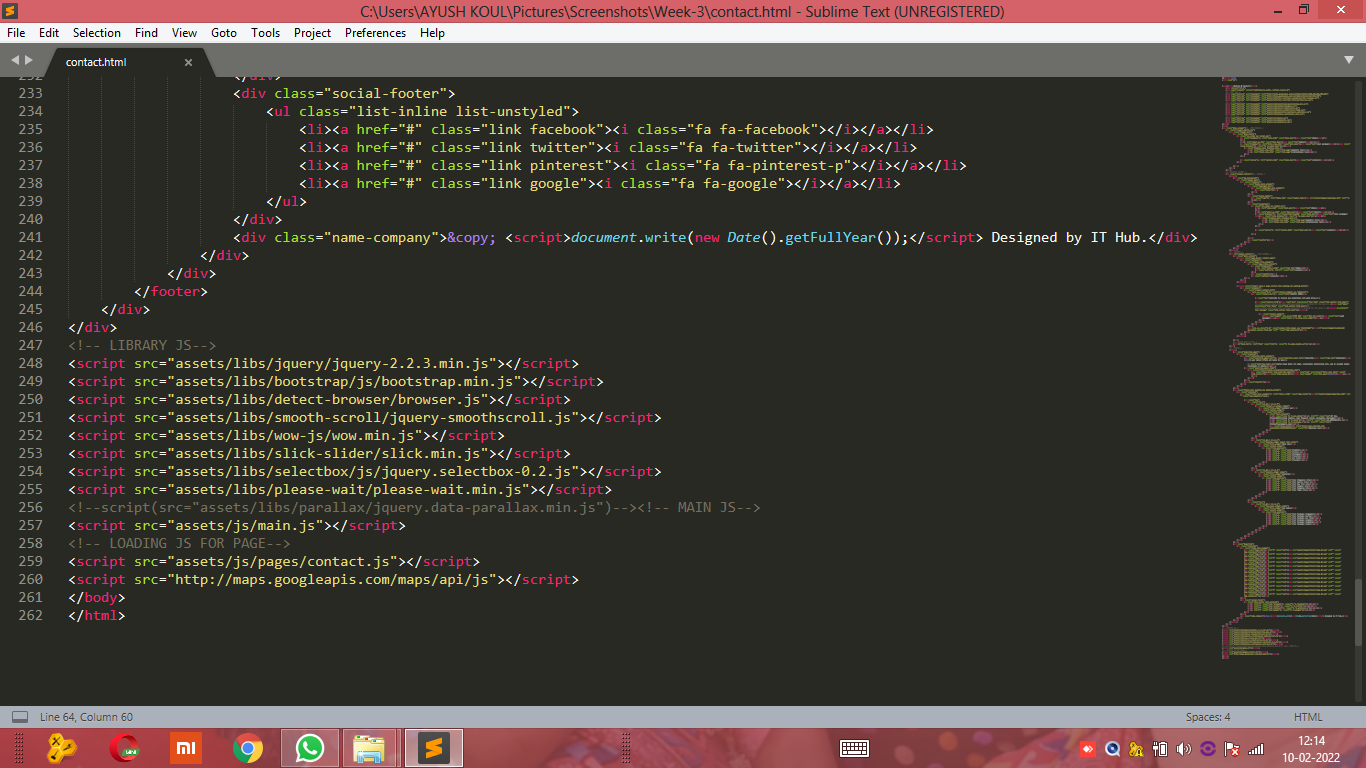 C:\Users\AYUSH KOUL\Pictures\Screenshots\Week-3\contact.html - Sublime Text (UNREGISTERED)
File Edit Selection Find View Goto Tools Project Preferences Help
contact.html
232 </div>
233 <div class="social-footer">
234 <ul class="list-inline list-unstyled">
235 <li><a href="#" class="link facebook"><i class="fa fa-facebook"></i></a></li>
236 <li><a href="#" class="link twitter"><i class="fa fa-twitter"></i></a></li>
237 <li><a href="#" class="link pinterest"><i class="fa fa-pinterest-p"></i></a></li>
238 <li><a href="#" class="link google"><i class="fa fa-google"></i></a></li>
239 </ul>
240 </div>
241 <div class="name-company">&copy; <script>document.write(new Date().getFullYear());</script> Designed by IT Hub.</div>
242 </div>
243 </div>
244 </footer>
245 </div>
246 </div>
247 <!-- LIBRARY JS-->
248 <script src="assets/libs/jquery/jquery-2.2.3.min.js"></script>
249 <script src="assets/libs/bootstrap/js/bootstrap.min.js"></script>
250 <script src="assets/libs/detect-browser/browser.js"></script>
251 <script src="assets/libs/smooth-scroll/jquery-smoothscroll.js"></script>
252 <script src="assets/libs/wow-js/wow.min.js"></script>
253 <script src="assets/libs/slick-slider/slick.min.js"></script>
254 <script src="assets/libs/selectbox/js/jquery.selectbox-0.2.js"></script>
255 <script src="assets/libs/please-wait/please-wait.min.js"></script>
256 <!--script(src="assets/libs/parallax/jquery.data-parallax.min.js")--><!-- MAIN JS-->
257 <script src="assets/js/main.js"></script>
258 <!-- LOADING JS FOR PAGE-->
259 <script src="assets/js/pages/contact.js"></script>
260 <script src="http://maps.googleapis.com/maps/api/js"></script>
261 </body>
262 </html>
Line 64, Column 60 Spaces: 4 HTML
12:14
10-02-2022